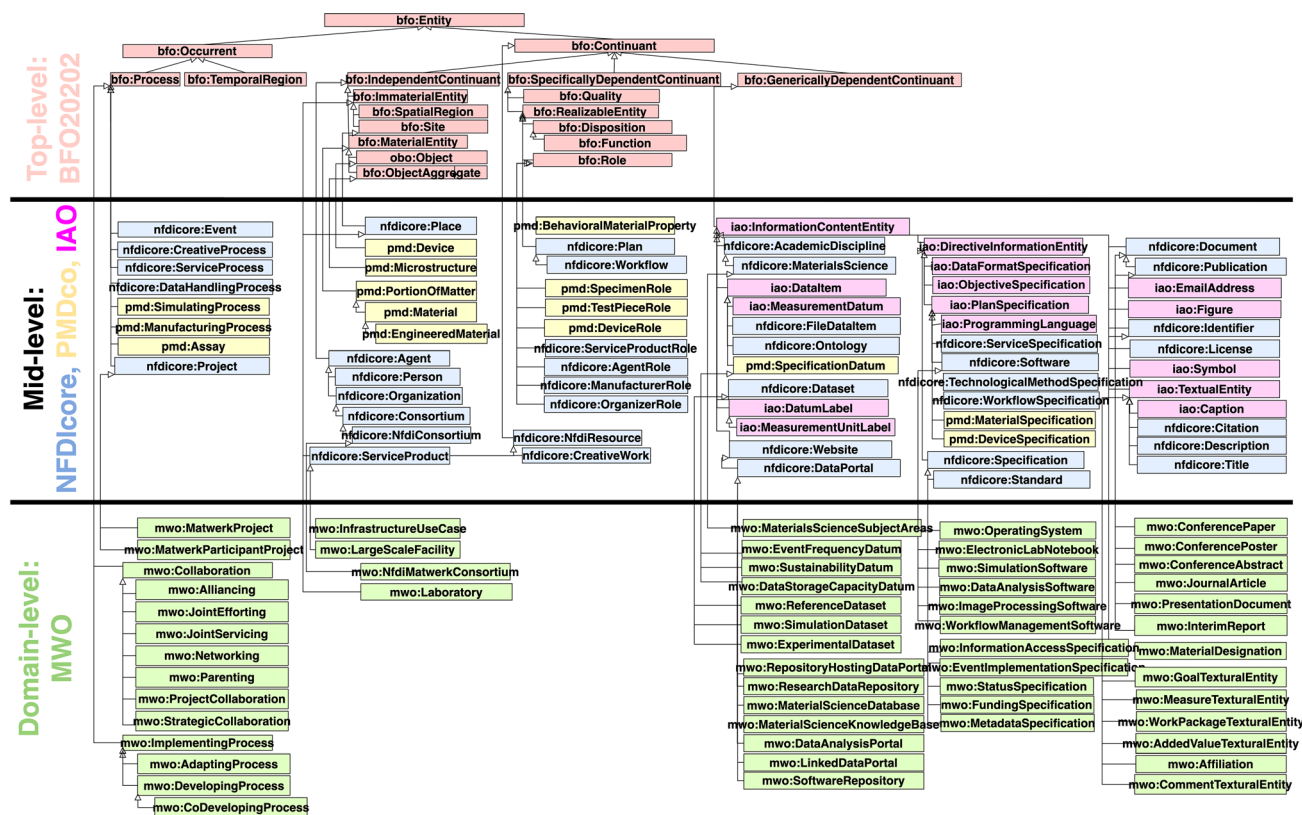 Top-level:
BFO20202
bfo:Entity
bfo:Occurrent
bfo:Continuant
bfo:Process
bfo:TemporalRegion
bfo:IndependentContinuant
bfo:SpecificallyDependentContinuant
bfo:GenericallyDependentContinuant
bfo:ImmaterialEntity
bfo:SpatialRegion
bfo:Site
bfo:MaterialEntity
obo:Object
bfo:ObjectAggregate
bfo:Quality
bfo:RealizableEntity
bfo:Disposition
bfo:Function
bfo:Role
Mid-level:
NFDIcore, PMDco, IAO
nfdicore:Event
nfdicore:CreativeProcess
nfdicore:ServiceProcess
nfdicore:DataHandlingProcess
pmd:SimulatingProcess
pmd:ManufacturingProcess
pmd:Assay
nfdicore:Project
nfdicore:Place
pmd:Device
pmd:Microstructure
pmd:PortionOfMatter
pmd:Material
pmd:EngineeredMaterial
nfdicore:Agent
nfdicore:Person
nfdicore:Organization
nfdicore:Consortium
nfdicore:NfdiConsortium
nfdicore:ServiceProduct
pmd:BehavioralMaterialProperty
nfdicore:Plan
nfdicore:Workflow
pmd:SpecimenRole
pmd:TestPieceRole
pmd:DeviceRole
nfdicore:ServiceProductRole
nfdicore:AgentRole
nfdicore:ManufacturerRole
nfdicore:OrganizerRole
nfdicore:NfdiResource
nfdicore:CreativeWork
iao:InformationContentEntity
nfdicore:AcademicDiscipline
nfdicore:MaterialsScience
iao:DataItem
iao:MeasurementDatum
nfdicore:FileDataItem
nfdicore:Ontology
pmd:SpecificationDatum
nfdicore:Dataset
iao:DatumLabel
iao:MeasurementUnitLabel
nfdicore:Website
nfdicore:DataPortal
iao:DirectiveInformationEntity
iao:DataFormatSpecification
iao:ObjectiveSpecification
iao:PlanSpecification
iao:ProgrammingLanguage
nfdicore:ServiceSpecification
nfdicore:Software
nfdicore:TechnologicalMethodSpecification
nfdicore:WorkflowSpecification
pmd:MaterialSpecification
pmd:DeviceSpecification
nfdicore:Specification
nfdicore:Standard
nfdicore:Document
nfdicore:Publication
iao:EmailAddress
iao:Figure
nfdicore:Identifier
nfdicore:License
iao:Symbol
iao:TextualEntity
iao:Caption
nfdicore:Citation
nfdicore:Description
nfdicore:Title
Domain-level:
MWO
mwo:MatwerkProject
mwo:MatwerkParticipantProject
mwo:Collaboration
mwo:Alliancing
mwo:JointEfforting
mwo:JointServicing
mwo:Networking
mwo:Parenting
mwo:ProjectCollaboration
mwo:StrategicCollaboration
mwo:ImplementingProcess
mwo:AdaptingProcess
mwo:DevelopingProcess
mwo:CoDevelopingProcess
mwo:InfrastructureUseCase
mwo:LargeScaleFacility
mwo:NfdiMatwerkConsortium
mwo:Laboratory
mwo:MaterialsScienceSubjectAreas
mwo:EventFrequencyDatum
mwo:SustainabilityDatum
mwo:DataStorageCapacityDatum
mwo:ReferenceDataset
mwo:SimulationDataset
mwo:ExperimentalDataset
mwo:RepositoryHostingDataPortal
mwo:ResearchDataRepository
mwo:MaterialScienceDatabase
mwo:MaterialScienceKnowledgeBase
mwo:DataAnalysisPortal
mwo:LinkedDataPortal
mwo:SoftwareRepository
mwo:OperatingSystem
mwo:ElectronicLabNotebook
mwo:SimulationSoftware
mwo:DataAnalysisSoftware
mwo:ImageProcessingSoftware
mwo:WorkflowManagementSoftware
mwo:InformationAccessSpecification
mwo:EventImplementationSpecification
mwo:StatusSpecification
mwo:FundingSpecification
mwo:MetadataSpecification
mwo:ConferencePaper
mwo:ConferencePoster
mwo:ConferenceAbstract
mwo:JournalArticle
mwo:PresentationDocument
mwo:InterimReport
mwo:MaterialDesignation
mwo:GoalTexturalEntity
mwo:MeasureTexturalEntity
mwo:WorkPackageTexturalEntity
mwo:AddedValueTexturalEntity
mwo:Affiliation
mwo:CommentTexturalEntity